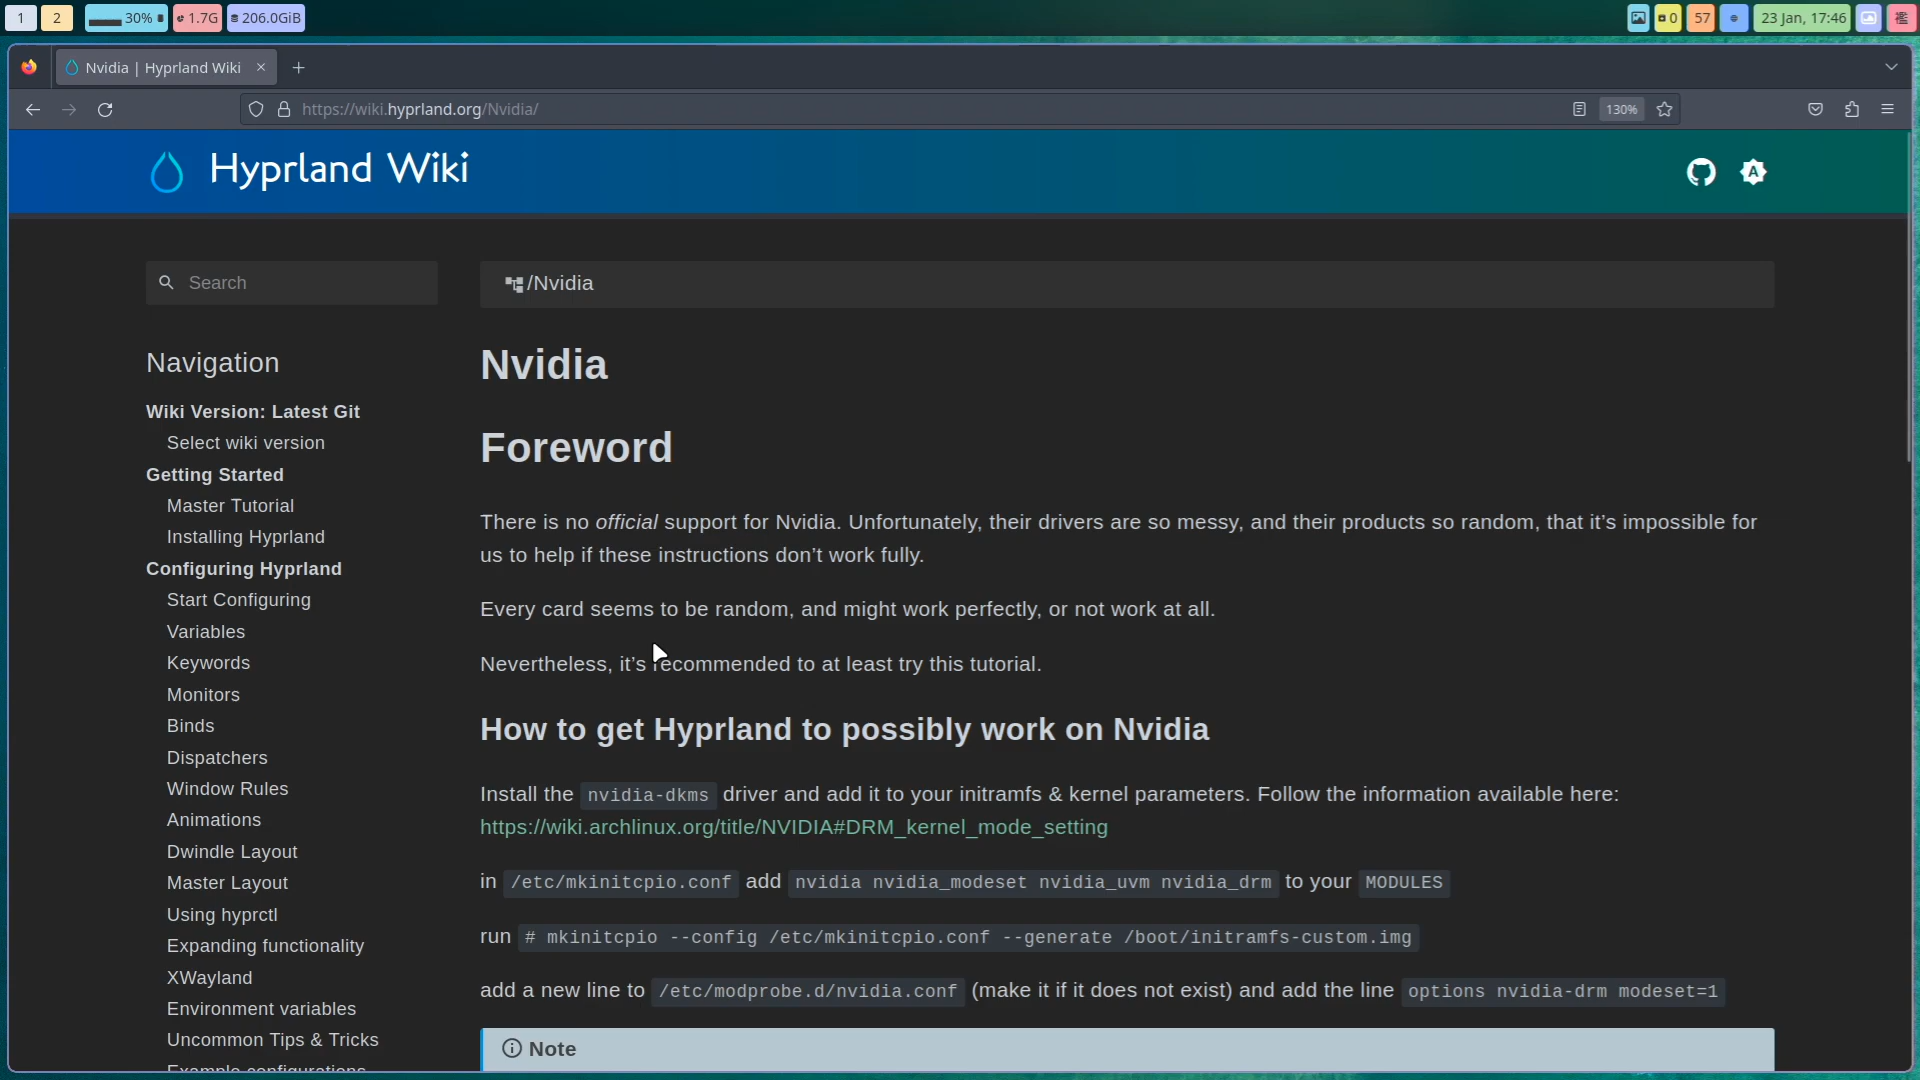 1 2 30% 1.7G 206.0GiB 0 57 23 Jan, 17:46
Nvidia | Hyprland Wiki
https://wiki.hyprland.org/Nvidia/ 130%
Hyprland Wiki
Search
/Nvidia
Navigation
Wiki Version: Latest Git
Select wiki version
Getting Started
Master Tutorial
Installing Hyprland
Configuring Hyprland
Start Configuring
Variables
Keywords
Monitors
Binds
Dispatchers
Window Rules
Animations
Dwindle Layout
Master Layout
Using hyprctl
Expanding functionality
XWayland
Environment variables
Uncommon Tips & Tricks
Example configurations
Nvidia
Foreword
There is no official support for Nvidia. Unfortunately, their drivers are so messy, and their products so random, that it’s impossible for
us to help if these instructions don’t work fully.
Every card seems to be random, and might work perfectly, or not work at all.
Nevertheless, it’s recommended to at least try this tutorial.
How to get Hyprland to possibly work on Nvidia
Install the nvidia-dkms driver and add it to your initramfs & kernel parameters. Follow the information available here:
https://wiki.archlinux.org/title/NVIDIA#DRM_kernel_mode_setting
in /etc/mkinitcpio.conf add nvidia nvidia_modeset nvidia_uvm nvidia_drm to your MODULES
run # mkinitcpio --config /etc/mkinitcpio.conf --generate /boot/initramfs-custom.img
add a new line to /etc/modprobe.d/nvidia.conf (make it if it does not exist) and add the line options nvidia-drm modeset=1
Note